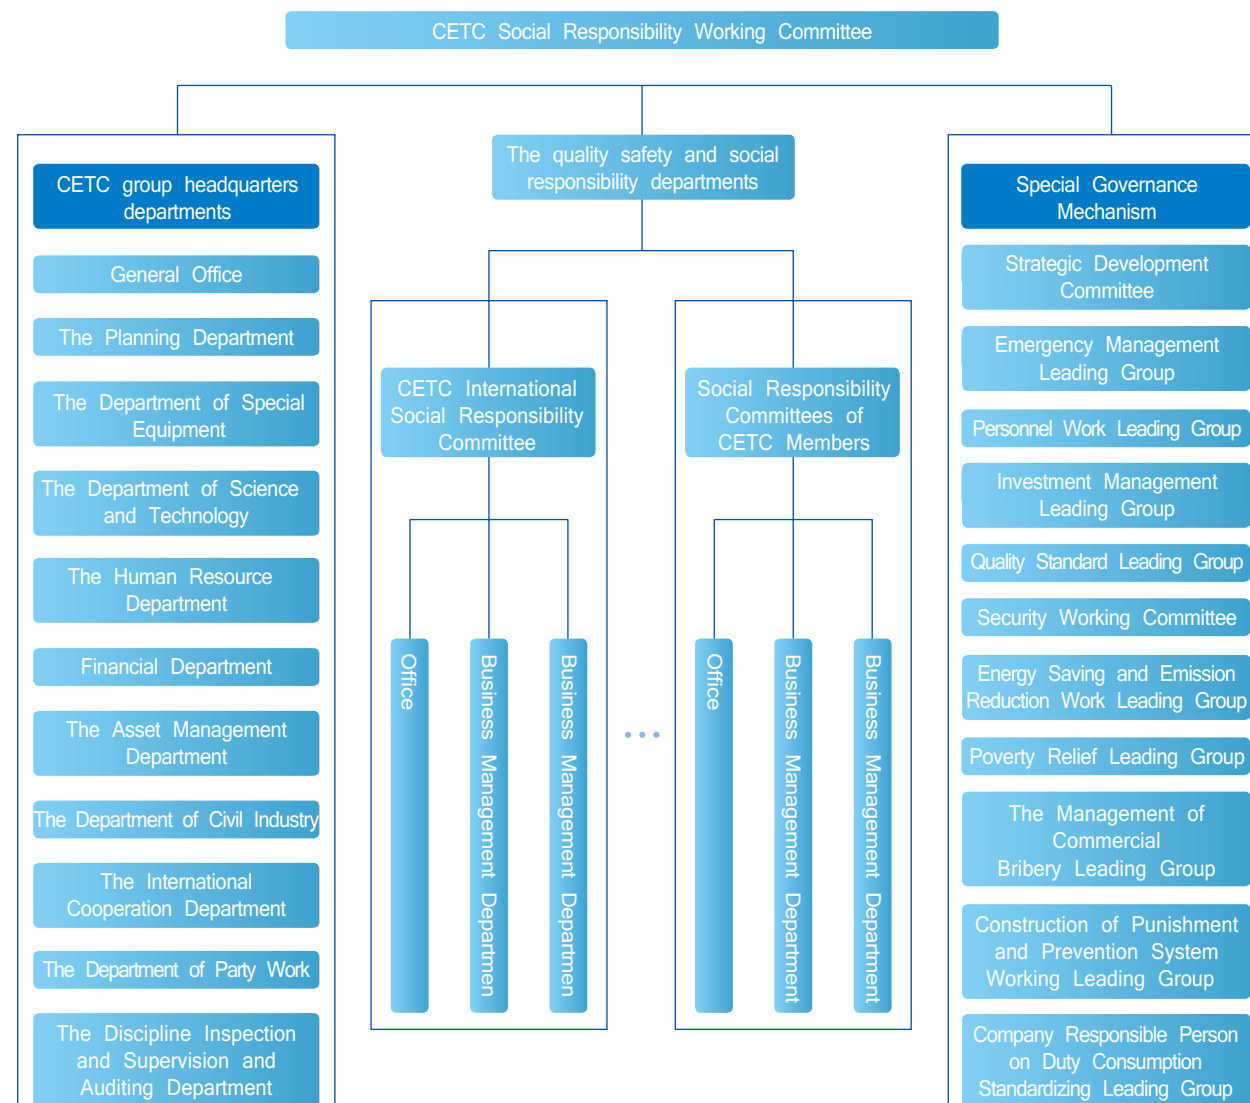 CETC Social Responsibility Working Committee
CETC group headquarters
departments
General Office
The Planning Department
The Department of Special
Equipment
The Department of Science
and Technology
The Human Resource
Department
Financial Department
The Asset Management
Department
The Department of Civil Industry
The International
Cooperation Department
The Department of Party Work
The Discipline Inspection
and Supervision and
Auditing Department
The quality safety and social
responsibility departments
CETC International
Social Responsibility
Committee
Office
Business Management Departmen
Business Management Departmen
...
Social Responsibility
Committees of
CETC Members
Office
Business Management Department
Business Management Department
Special Governance
Mechanism
Strategic Development
Committee
Emergency Management
Leading Group
Personnel Work Leading Group
Investment Management
Leading Group
Quality Standard Leading Group
Security Working Committee
Energy Saving and Emission
Reduction Work Leading Group
Poverty Relief Leading Group
The Management of
Commercial
Bribery Leading Group
Construction of Punishment
and Prevention System
Working Leading Group
Company Responsible Person
on Duty Consumption
Standardizing Leading Group